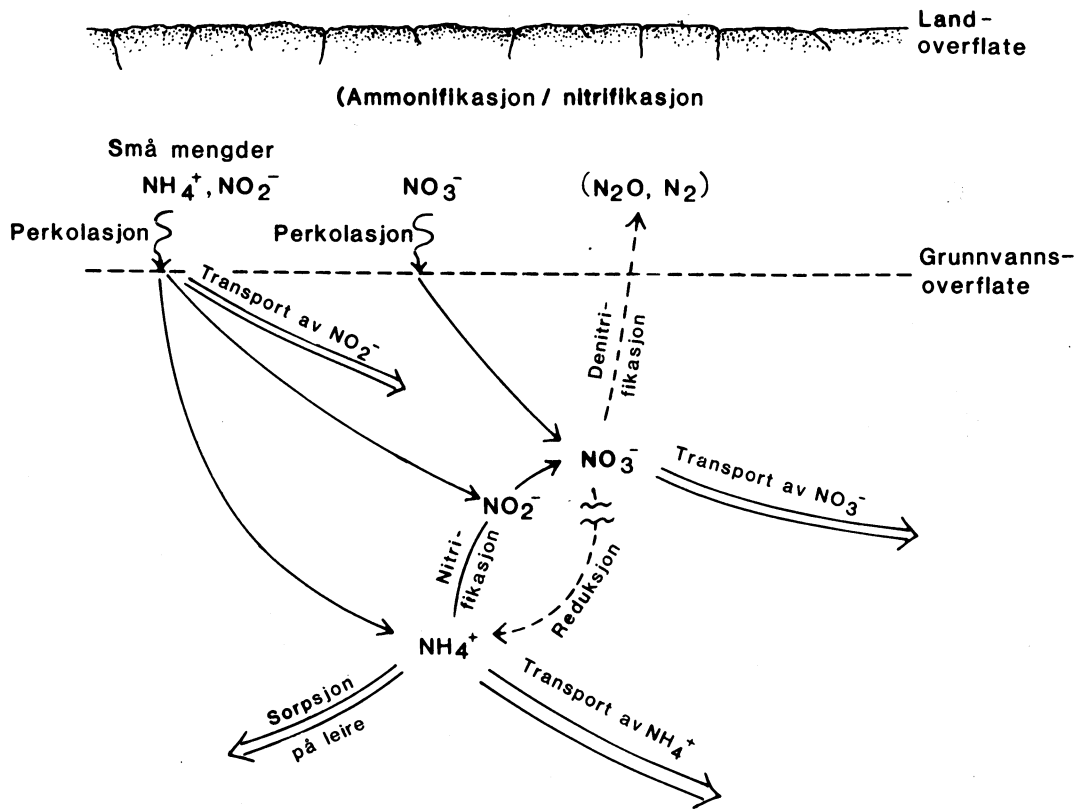 Land-
overflate
(Ammonifikasjon / nitrifikasjon
Små mengder
NH₄⁺, NO₂⁻
NO₃⁻
(N₂O, N₂)
Perkolasjon
Perkolasjon
Grunnvanns-
overflate
Transport av NO₂⁻
Denitri-
fikasjon
NO₃⁻
Transport av NO₃⁻
NO₂⁻
Nitri-
fikasjon
Reduksjon
NH₄⁺
Sorpsjon
på leire
Transport av NH₄⁺